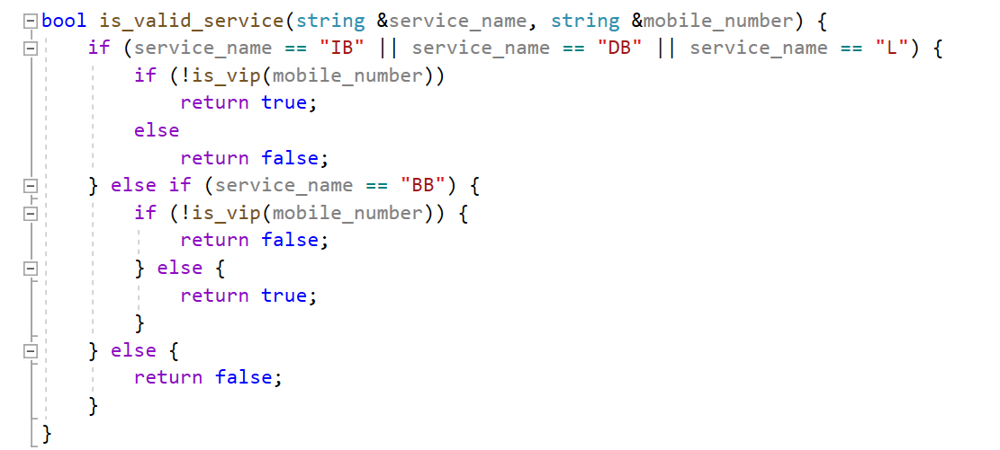 bool is_valid_service(string &service_name, string &mobile_number) {
    if (service_name == "IB" || service_name == "DB" || service_name == "L") {
        if (!is_vip(mobile_number))
            return true;
        else
            return false;
    } else if (service_name == "BB") {
        if (!is_vip(mobile_number)) {
            return false;
        } else {
            return true;
        }
    } else {
        return false;
    }
}